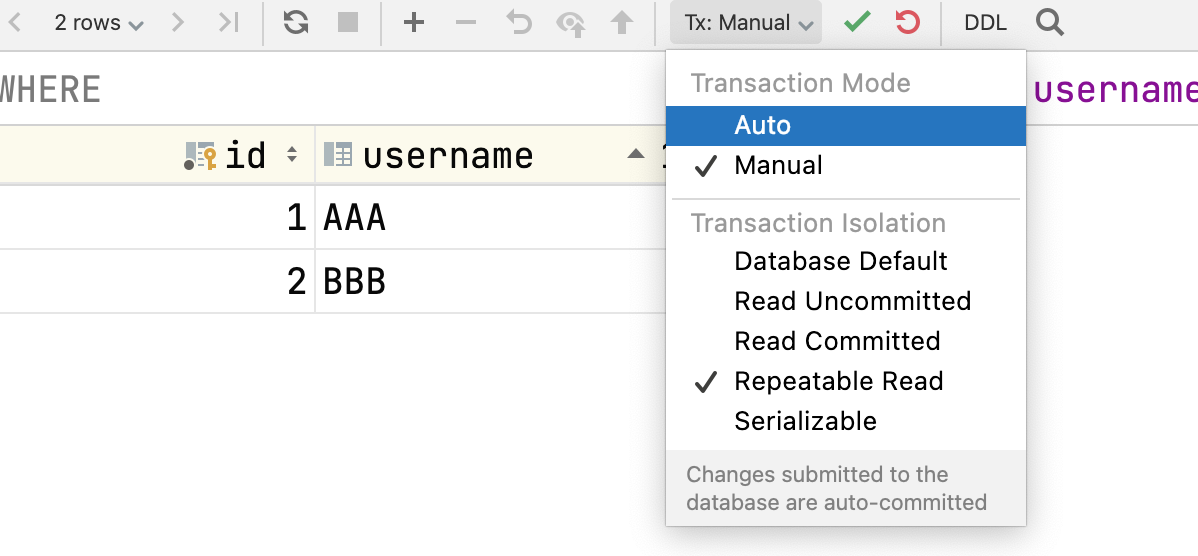 2 rows Tx: Manual DDL
WHERE username
Transaction Mode
Auto
Manual
id username
1 AAA
2 BBB
Transaction Isolation
Database Default
Read Uncommitted
Read Committed
Repeatable Read
Serializable
Changes submitted to the
database are auto-committed